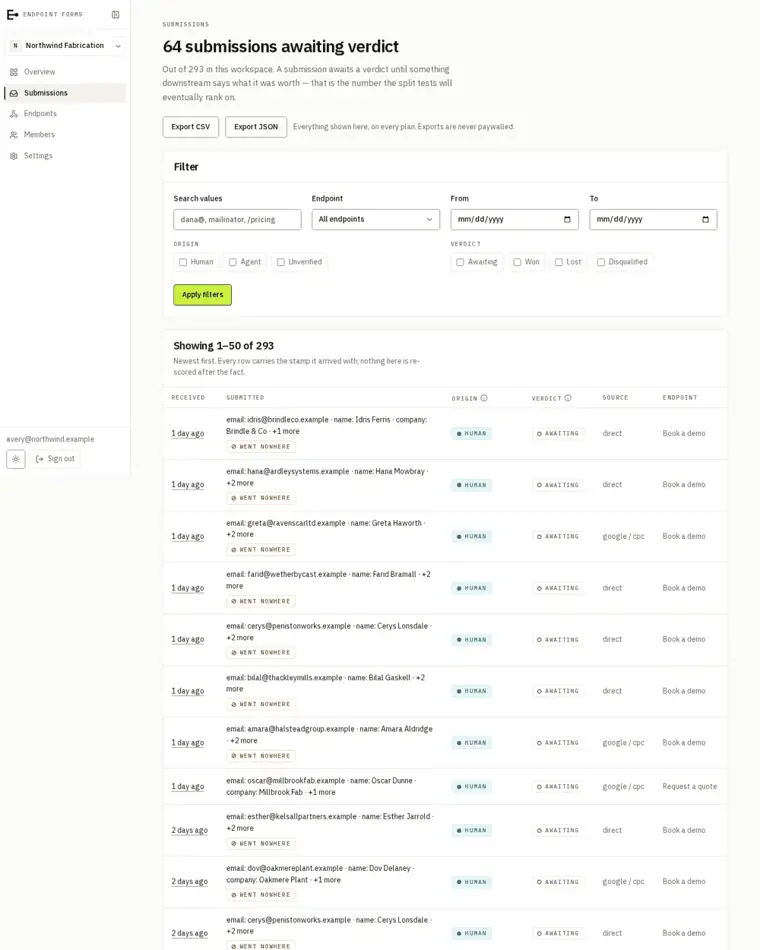 ENDPOINT FORMS
N Northwind Fabrication
Overview
Submissions
Endpoints
Members
Settings
avery@northwind.example
Sign out
SUBMISSIONS
64 submissions awaiting verdict
Out of 293 in this workspace. A submission awaits a verdict until something
downstream says what it was worth — that is the number the split tests will
eventually rank on.
Export CSV
Export JSON
Everything shown here, on every plan. Exports are never paywalled.
Filter
Search values
Endpoint
From
To
dana@, mailinator, /pricing
All endpoints
mm/dd/yyyy
mm/dd/yyyy
ORIGIN
VERDICT
Human
Agent
Unverified
Awaiting
Won
Lost
Disqualified
Apply filters
Showing 1–50 of 293
Newest first. Every row carries the stamp it arrived with; nothing here is re-
scored after the fact.
RECEIVED SUBMITTED ORIGIN VERDICT SOURCE ENDPOINT
email: idris@brindleco.example · name: Idris Ferris · company:
Brindle & Co · +1 more
1 day ago HUMAN AWAITING direct Book a demo
WENT NOWHERE
email: hana@ardleysystems.example · name: Hana Mowbray ·
+2 more
1 day ago HUMAN AWAITING direct Book a demo
WENT NOWHERE
email: greta@ravenscarltd.example · name: Greta Haworth ·
+2 more
1 day ago HUMAN AWAITING google / cpc Book a demo
WENT NOWHERE
email: farid@wetherbycast.example · name: Farid Bramall · +2
more
1 day ago HUMAN AWAITING direct Book a demo
WENT NOWHERE
email: cerys@penistonworks.example · name: Cerys Lonsdale ·
+2 more
1 day ago HUMAN AWAITING direct Book a demo
WENT NOWHERE
email: bilal@thackleymills.example · name: Bilal Gaskell · +2
more
1 day ago HUMAN AWAITING direct Book a demo
WENT NOWHERE
email: amara@halsteadgroup.example · name: Amara Aldridge
· +2 more
1 day ago HUMAN AWAITING google / cpc Book a demo
WENT NOWHERE
email: oscar@millbrookfab.example · name: Oscar Dunne ·
company: Millbrook Fab · +1 more
1 day ago HUMAN AWAITING google / cpc Request a quote
email: esther@kelsallpartners.example · name: Esther Jarrold ·
+2 more
2 days ago HUMAN AWAITING direct Book a demo
WENT NOWHERE
email: dov@oakmereplant.example · name: Dov Delaney ·
company: Oakmere Plant · +1 more
2 days ago HUMAN AWAITING google / cpc Book a demo
WENT NOWHERE
email: cerys@penistonworks.example · name: Cerys Lonsdale ·
+2 more
2 days ago HUMAN AWAITING direct Book a demo
WENT NOWHERE